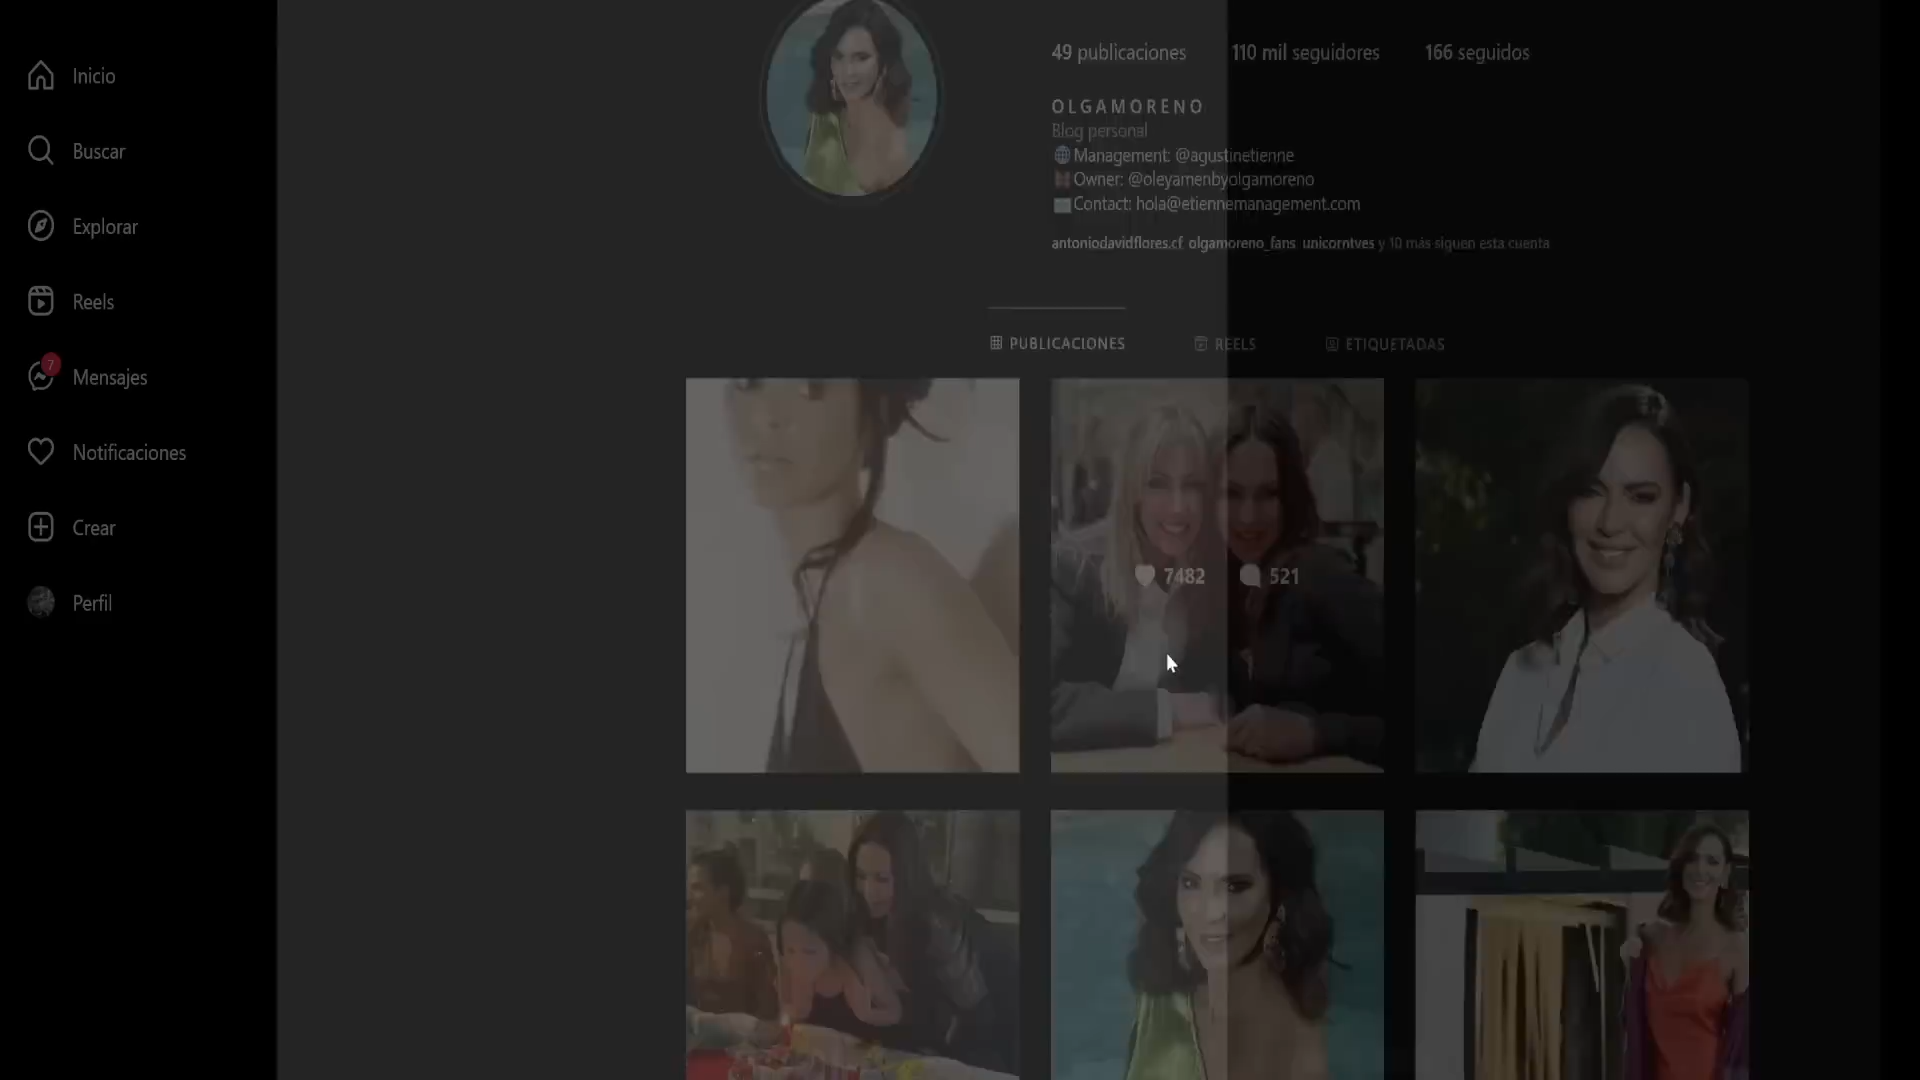 Inicio
Buscar
Explorar
Reels
7
Mensajes
Notificaciones
Crear
Perfil
49 publicaciones 110 mil seguidores 166 seguidos
OLGAMORENO
Blog personal
Management: @agustinetienne
Owner: @oleyamenbyolgamoreno
Contact: hola@etiennemanagement.com
antoniodavidflores.cf, olgamoreno_fans, unicorntves y 10 más siguen esta cuenta
PUBLICACIONES REELS ETIQUETADAS
7482 521